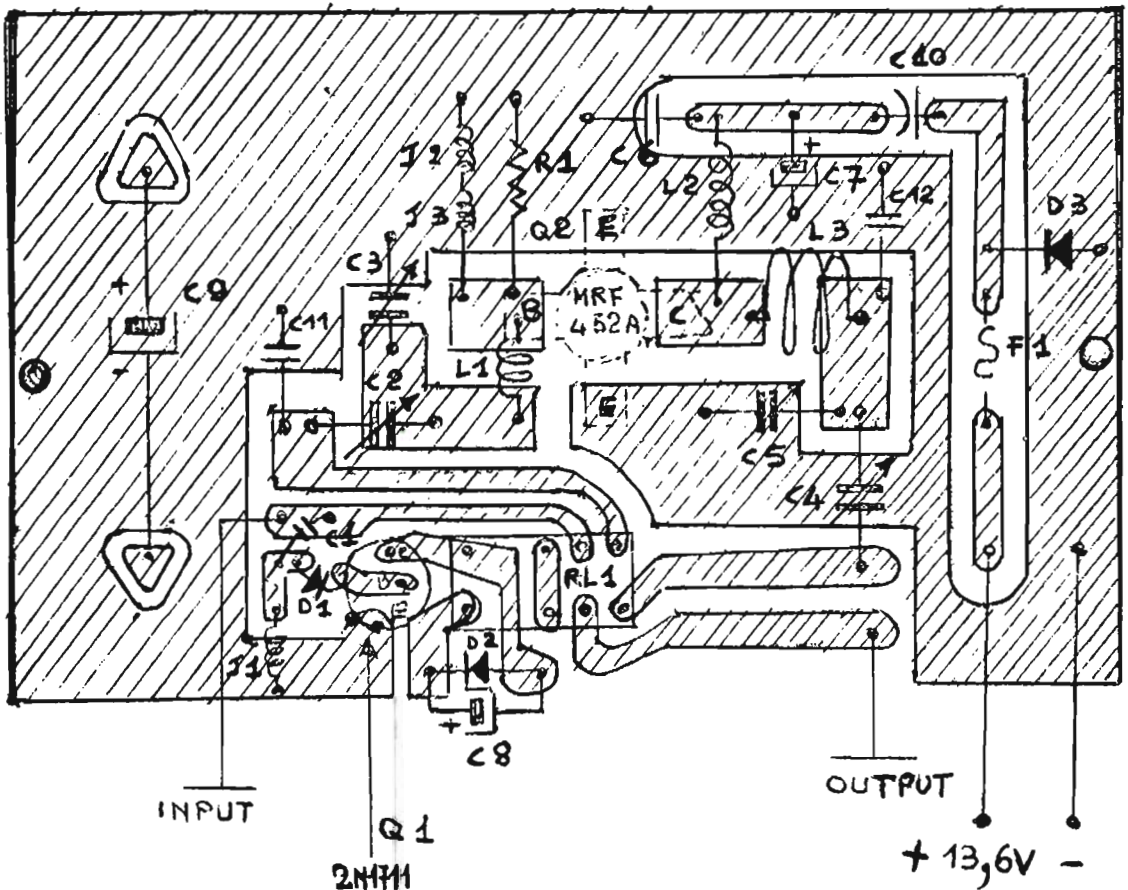 C10
J2
R1
C6
L2
+
C7
C12
D3
J3
Q2
E
L3
C3
+
C9
-
C11
MRF
452A
B
C
L1
F1
C2
E
C5
C4
C1
D1
RL1
J1
D2
+
C8
INPUT
OUTPUT
Q1
2N1711
+ 13,6V -